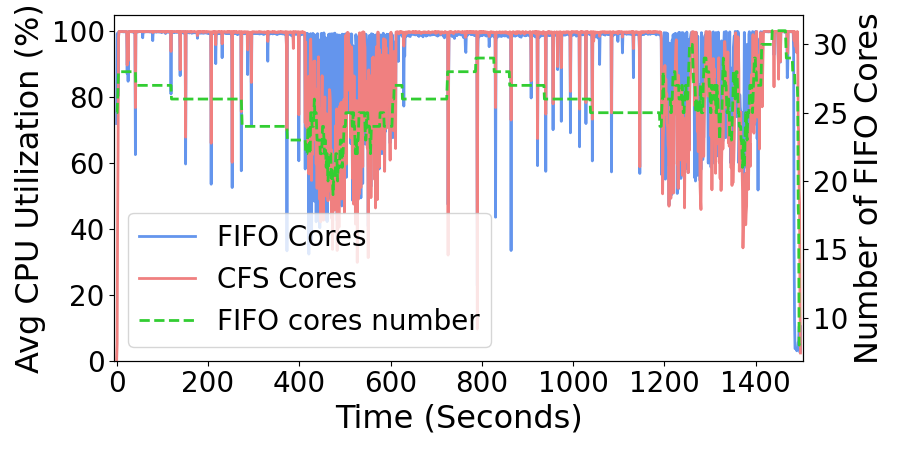 Avg CPU Utilization (%)
100
80
60
40
20
0
FIFO Cores
CFS Cores
FIFO cores number
30
25
20
15
10
Number of FIFO Cores
0 200 400 600 800 1000 1200 1400
Time (Seconds)